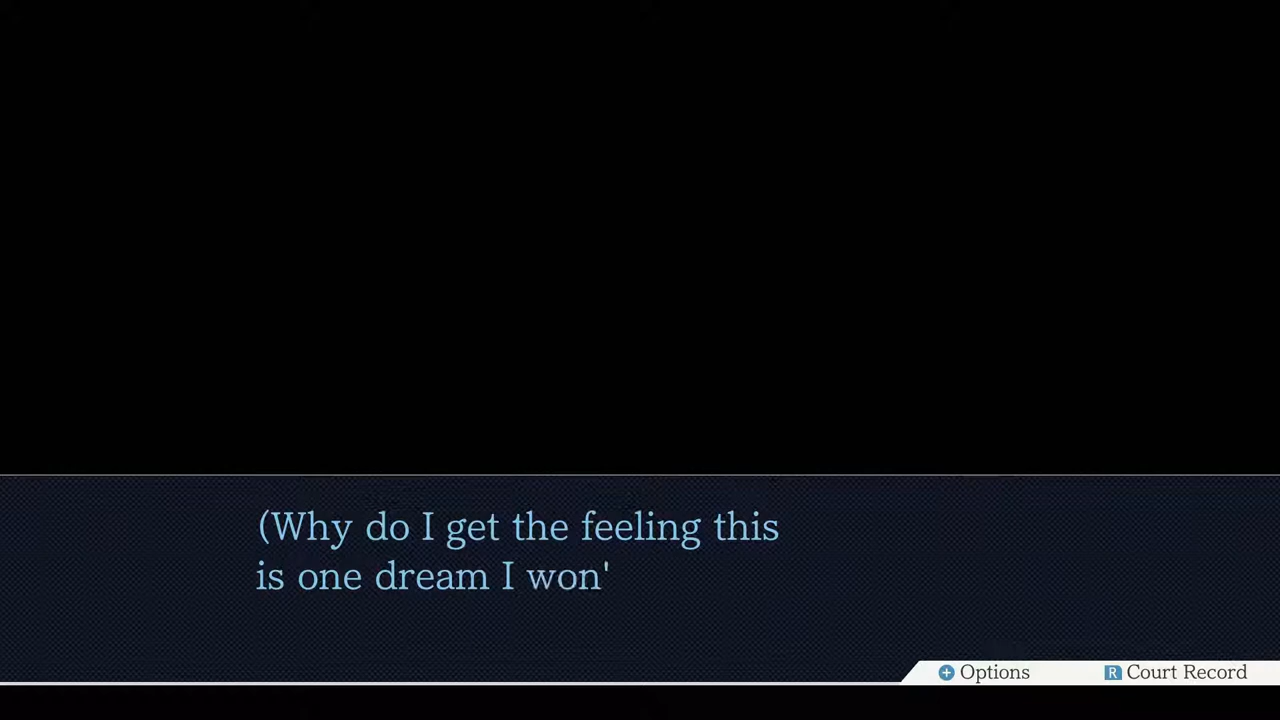 (Why do I get the feeling this
is one dream I won'
+ Options R Court Record